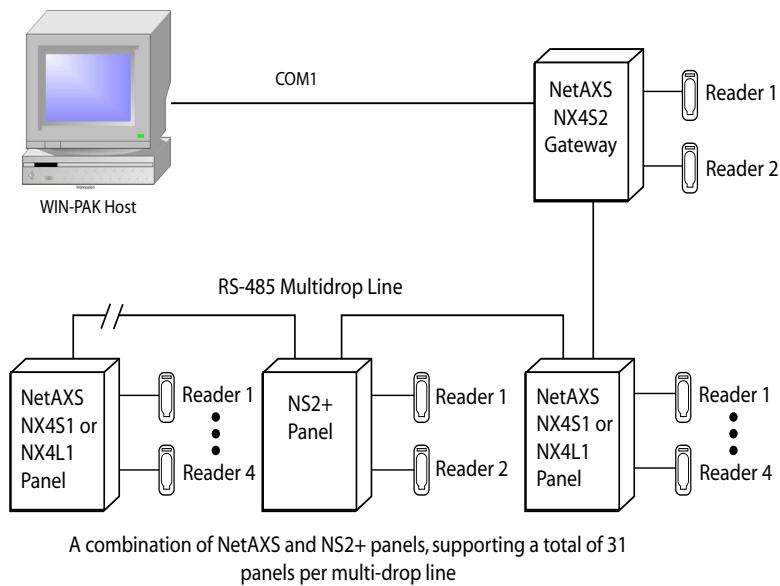 COM1
NetAXS
NX4S2
Gateway
Reader 1
Reader 2
Workstation
WIN-PAK Host
RS-485 Multidrop Line
NetAXS
NX4S1 or
NX4L1
Panel
Reader 1
Reader 4
NS2+
Panel
Reader 1
Reader 2
NetAXS
NX4S1 or
NX4L1
Panel
Reader 1
Reader 4
A combination of NetAXS and NS2+ panels, supporting a total of 31
panels per multi-drop line